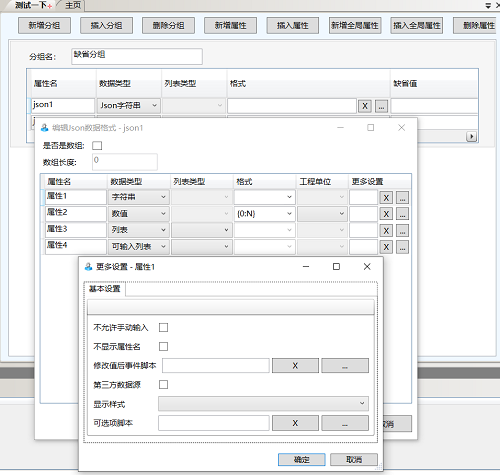 测试一下+ 主页
新增分组 插入分组 删除分组 新增属性 插入属性 新增全局属性 插入全局属性 删除属性
分组名: 缺省分组
属性名 数据类型 列表类型 格式 缺省值
json1 Json字符串 X ...
编辑Json数据格式 - json1
是否是数组:
数组长度: 0
属性名 数据类型 列表类型 格式 工程单位 更多设置
属性1 字符串 X ...
属性2 数值 {0:N} X ...
属性3 列表 X ...
属性4 可输入列表 X ...
更多设置 - 属性1
基本设置
不允许手动输入
不显示属性名
修改值后事件脚本 X ...
第三方数据源
显示样式
可选项脚本 X ...
取消
确定 取消